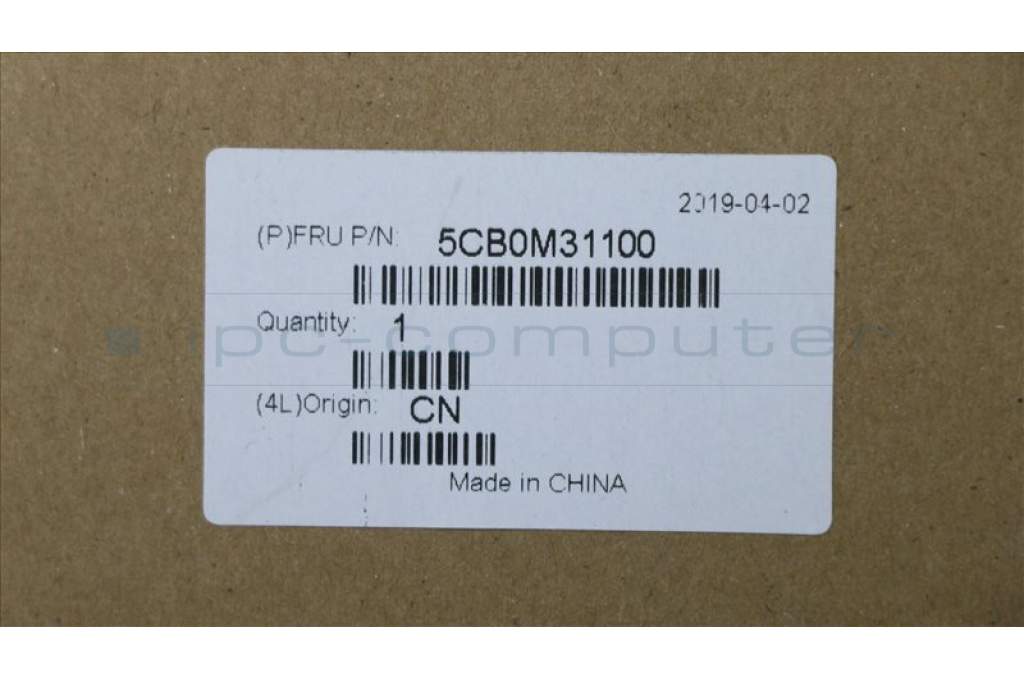 2019-04-02
(P)FRU P/N: 5CB0M31100
Quantity: 1
ipc-computer
(4L)Origin: CN
Made in CHINA